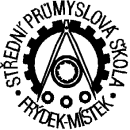 STŘEDNÍ PRŮMYSLOVÁ ŠKOLA
• FRÝDEK-MÍSTEK •